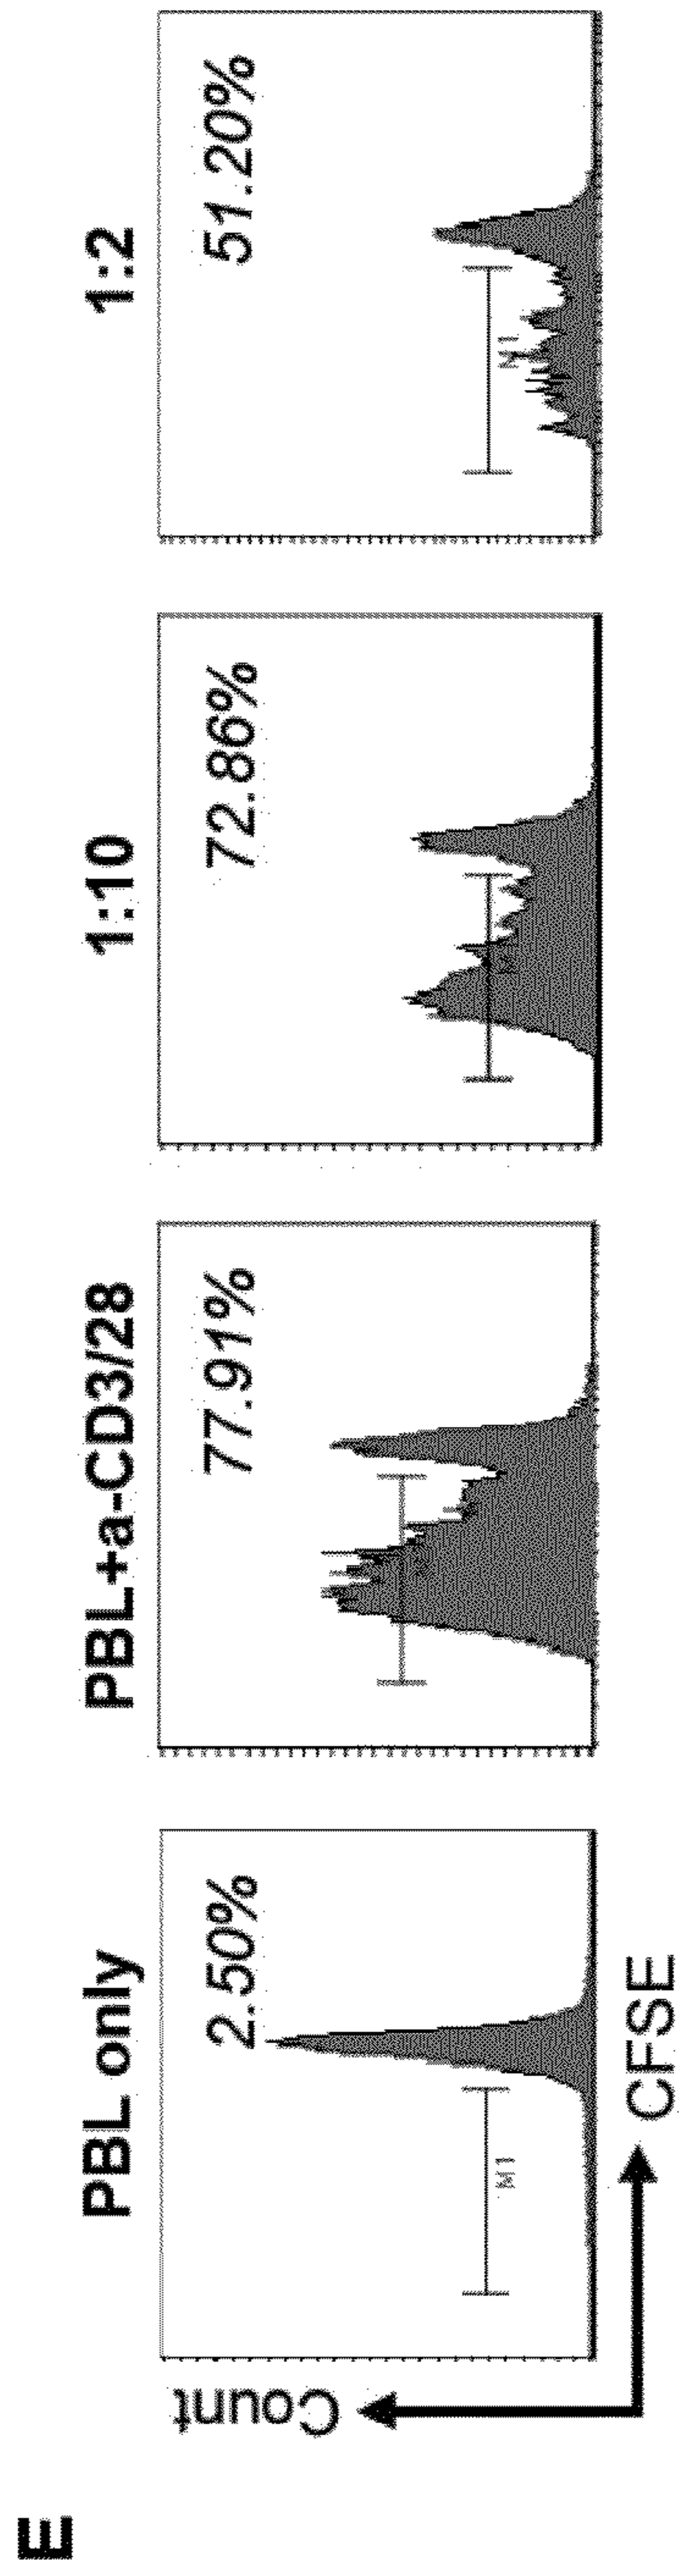 E
PBL only
PBL+a-CD3/28
1:10
1:2
2.50%
77.91%
72.86%
51.20%
M1
M1
Count
CFSE